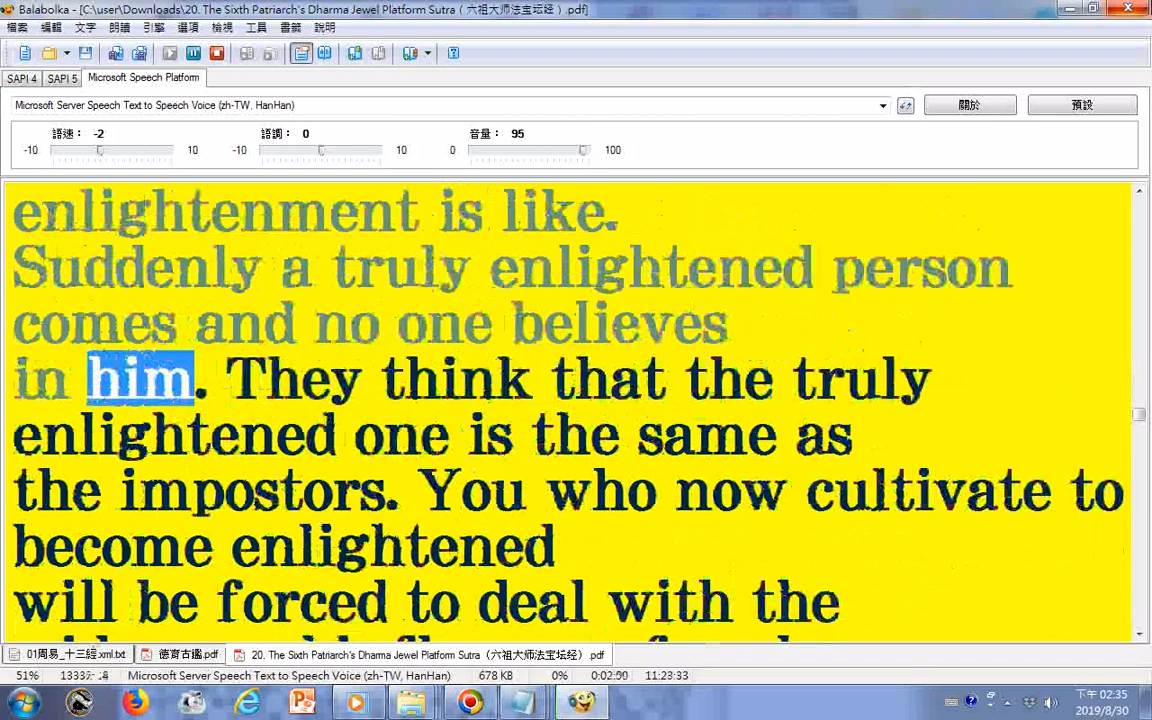 Balabolka - [C:\user\Downloads\20. The Sixth Patriarch's Dharma Jewel Platform Sutra（六祖大师法宝坛经）.pdf]
檔案 編輯 文字 朗讀 引擎 選項 檢視 工具 書籤 說明
SAPI 4 SAPI 5 Microsoft Speech Platform
Microsoft Server Speech Text to Speech Voice (zh-TW, HanHan) 關於 預設
語速： -2 語調： 0 音量： 95
-10 10 -10 10 0 100
enlightenment is like.
Suddenly a truly enlightened person
comes and no one believes
in him. They think that the truly
enlightened one is the same as
the impostors. You who now cultivate to
become enlightened
will be forced to deal with the
01周易_十三經.xml.txt 德育古鑑.pdf 20. The Sixth Patriarch's Dharma Jewel Platform Sutra（六祖大师法宝坛经）.pdf
51% Microsoft Server Speech Text to Speech Voice (zh-TW, HanHan) 678 KB 0% 11:23:33
下午 02:35
2019/8/30